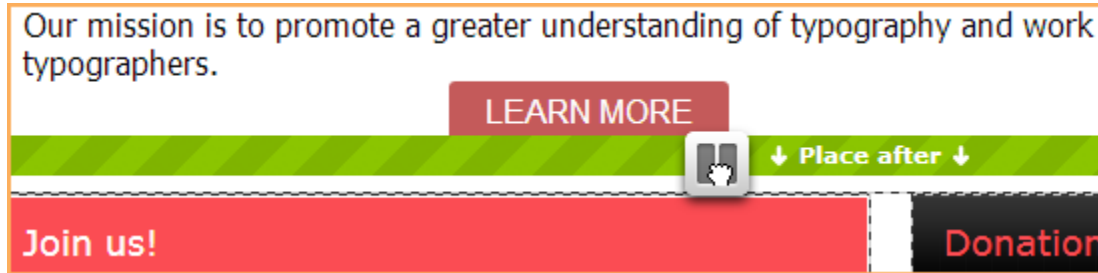 Our mission is to promote a greater understanding of typography and work
typographers.
LEARN MORE
↓ Place after ↓
Join us!
Donation